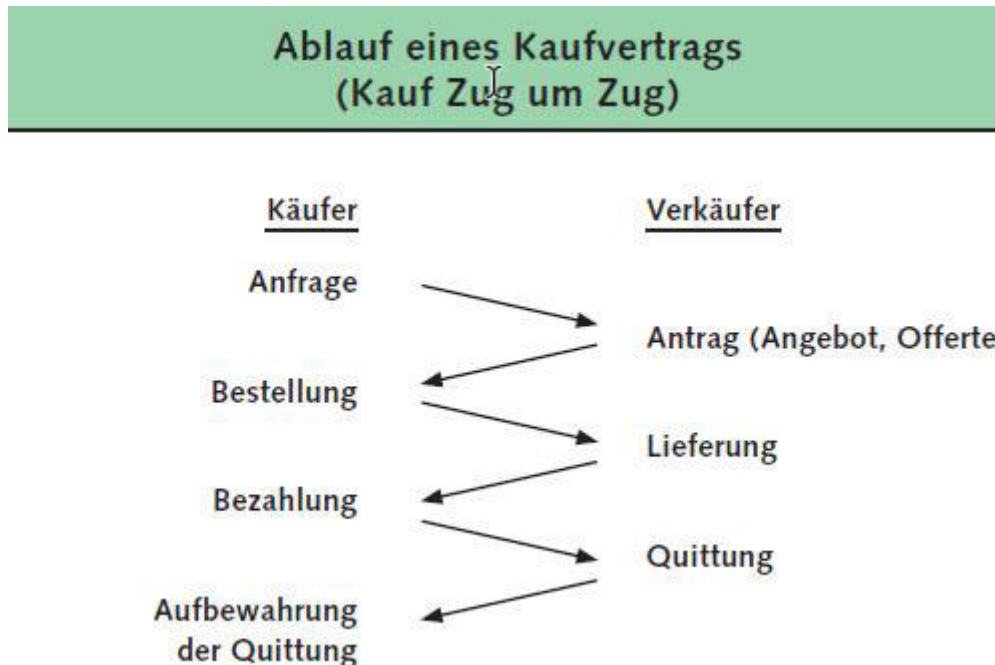 Ablauf eines Kaufvertrags
(Kauf Zug um Zug)
Käufer
Verkäufer
Anfrage
Antrag (Angebot, Offerte
Bestellung
Lieferung
Bezahlung
Quittung
Aufbewahrung
der Quittung